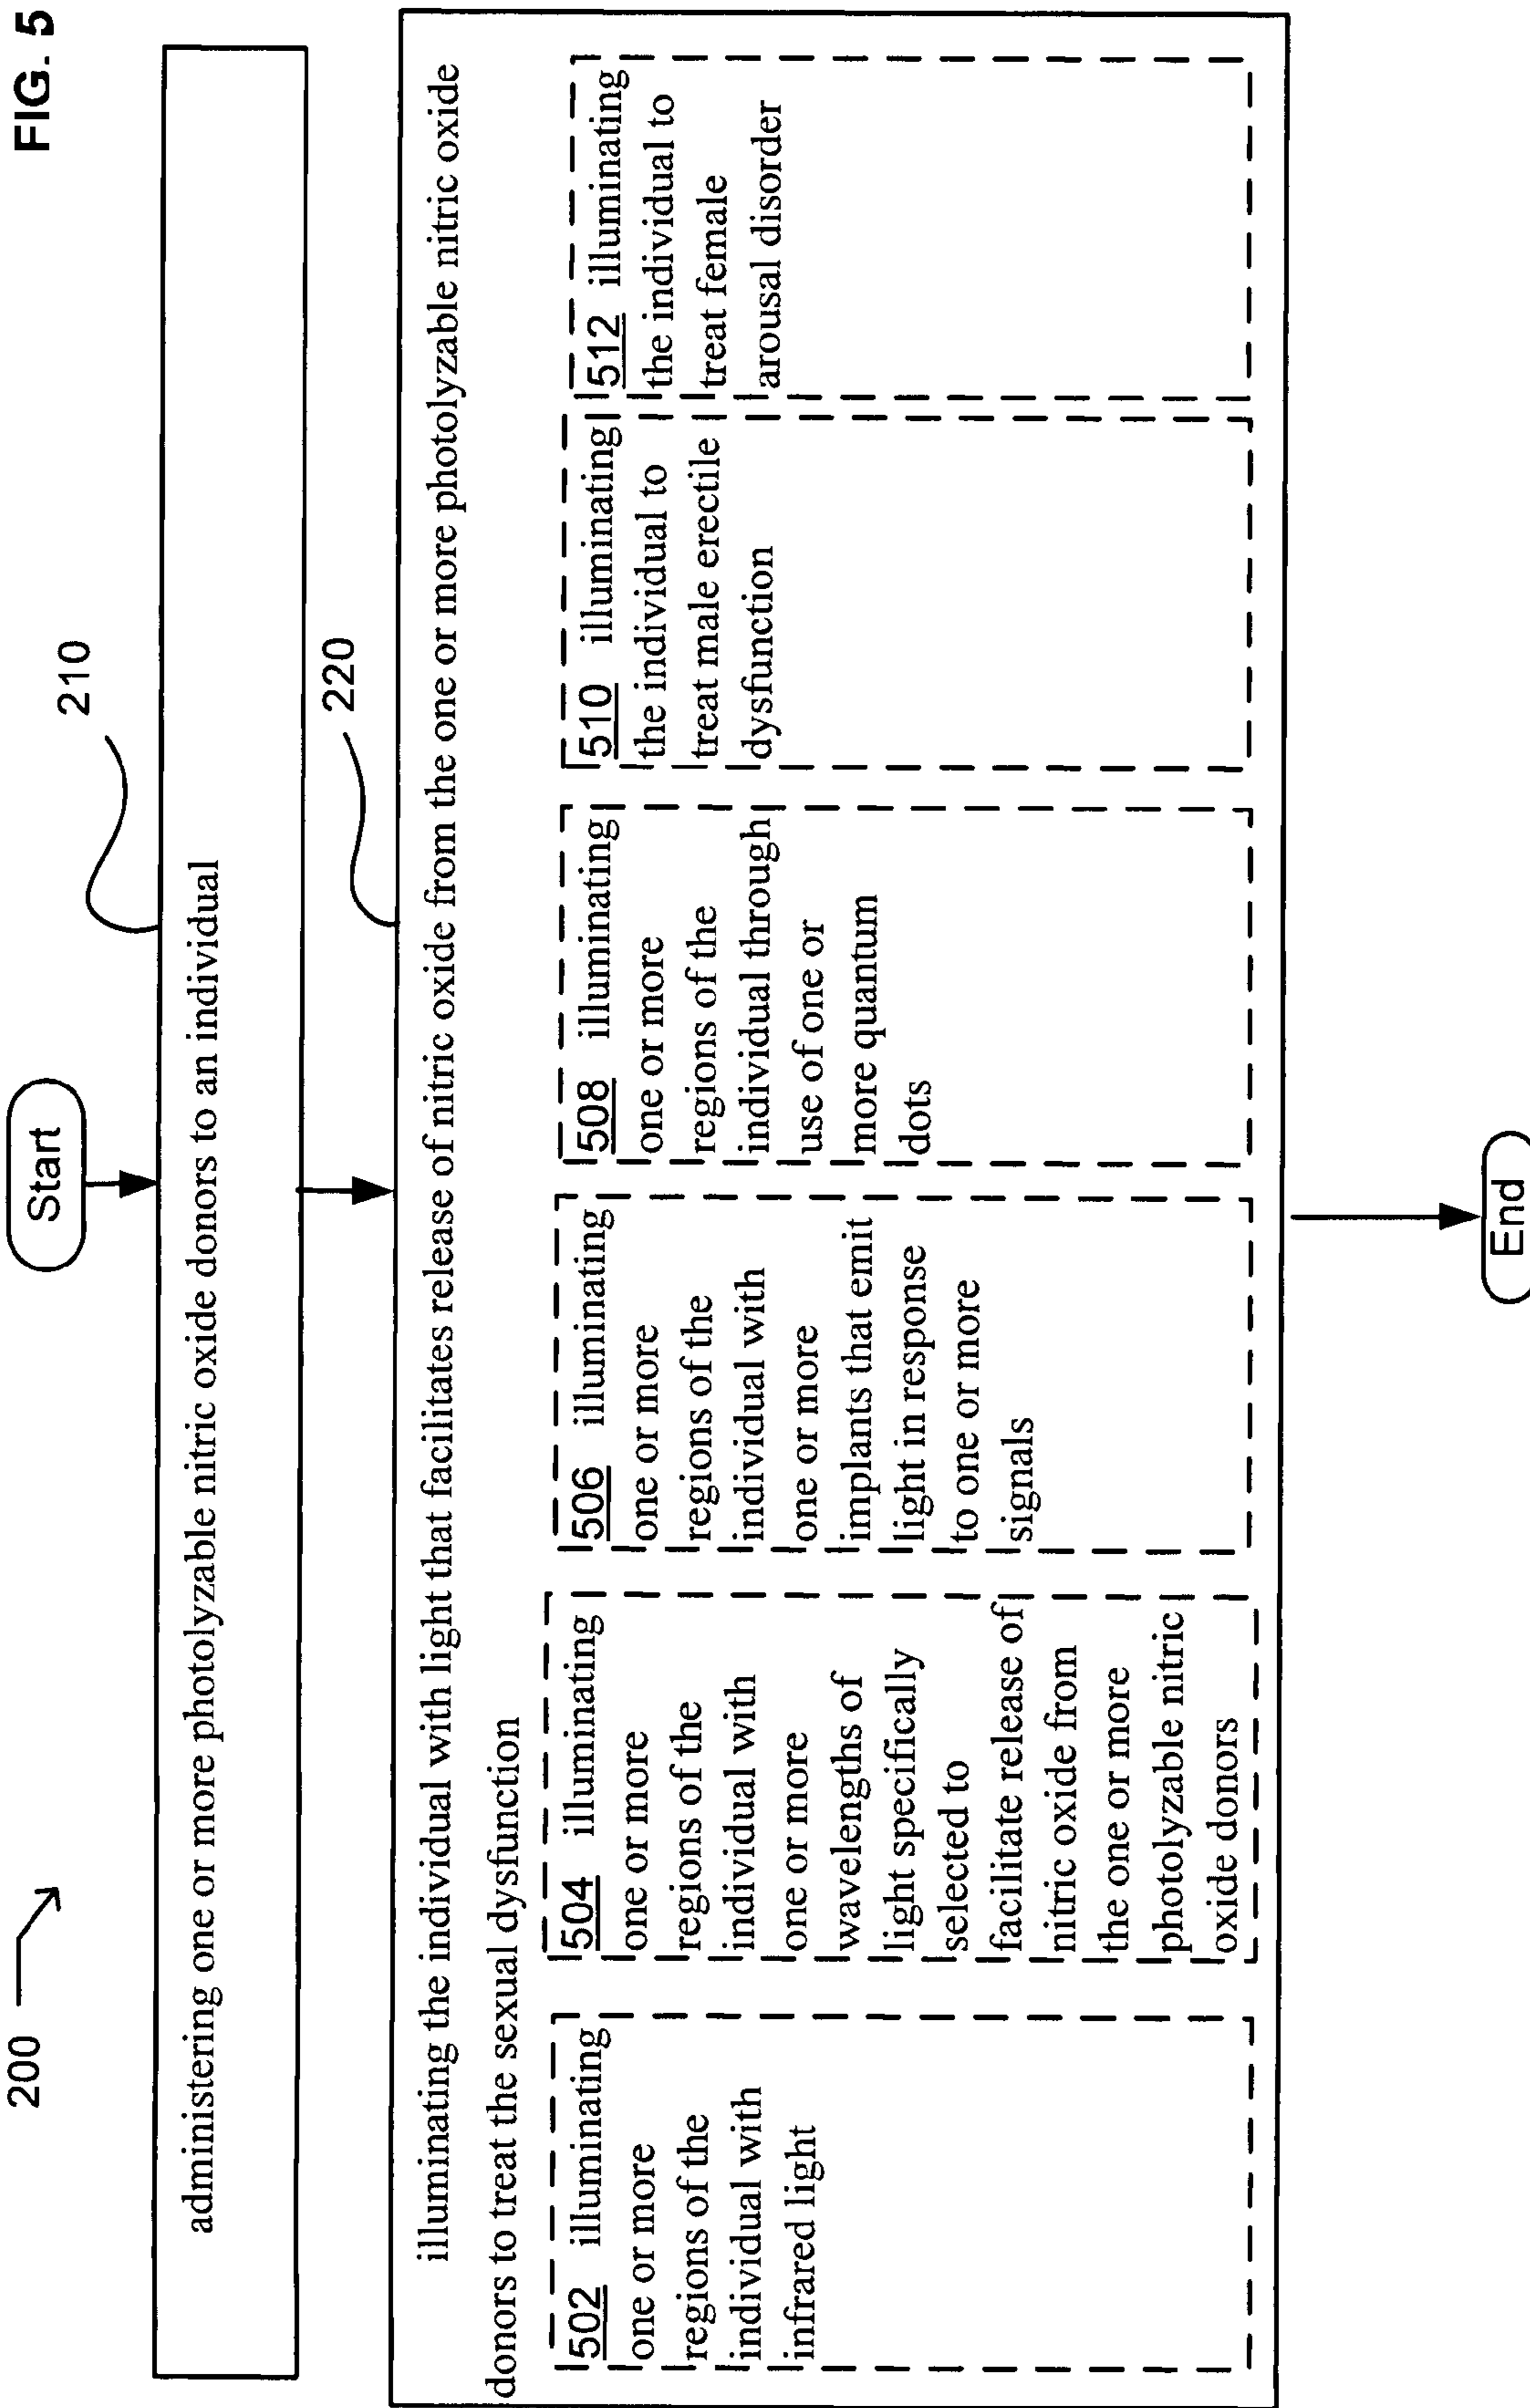 FIG. 5
200
Start
210
administering one or more photolyzable nitric oxide donors to an individual
220
illuminating the individual with light that facilitates release of nitric oxide from the one or more photolyzable nitric oxide
donors to treat the sexual dysfunction
502 illuminating
one or more
regions of the
individual with
infrared light
504 illuminating
one or more
regions of the
individual with
one or more
wavelengths of
light specifically
selected to
facilitate release of
nitric oxide from
the one or more
photolyzable nitric
oxide donors
506 illuminating
one or more
regions of the
individual with
one or more
implants that emit
light in response
to one or more
signals
508 illuminating
one or more
regions of the
individual through
use of one or
more quantum
dots
510 illuminating
the individual to
treat male erectile
dysfunction
512 illuminating
the individual to
treat female
arousal disorder
End